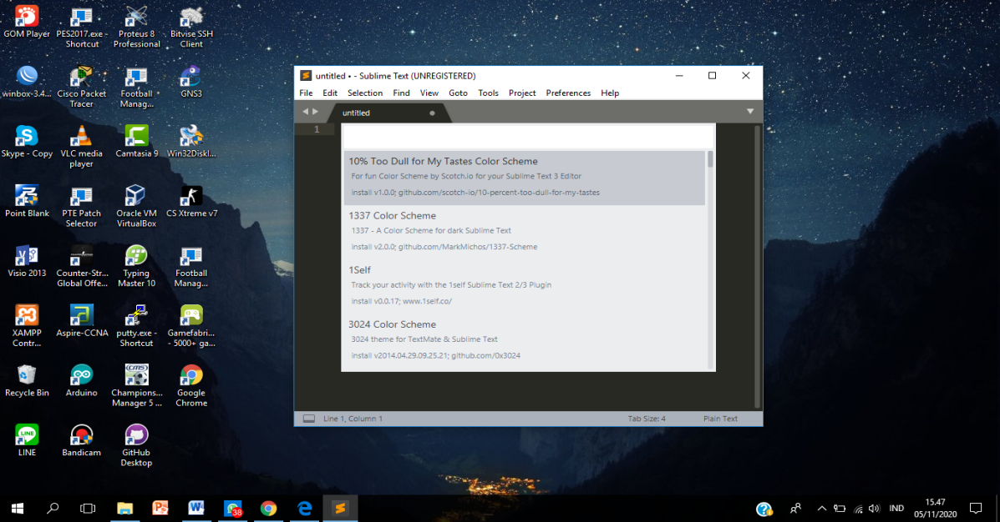 GOM Player
PES2017.exe -
Shortcut
Proteus 8
Professional
Bitvise SSH
Client
winbox-3.4...
Cisco Packet
Tracer
Football
Manag...
GNS3
Skype - Copy
VLC media
player
Camtasia 9
Win32DiskI...
Point Blank
PTE Patch
Selector
Oracle VM
VirtualBox
CS Xtreme v7
Visio 2013
Counter-Str...
Global Offe...
Typing
Master 10
Football
Manag...
XAMPP
Contr...
Aspire-CCNA
putty.exe -
Shortcut
Gamefabri...
- 5000+ ga...
Recycle Bin
Arduino
Champions...
Manager 5 ...
Google
Chrome
LINE
Bandicam
GitHub
Desktop
untitled • - Sublime Text (UNREGISTERED)
File Edit Selection Find View Goto Tools Project Preferences Help
untitled
1
10% Too Dull for My Tastes Color Scheme
For fun Color Scheme by Scotch.io for your Sublime Text 3 Editor
install v1.0.0; github.com/scotch-io/10-percent-too-dull-for-my-tastes
1337 Color Scheme
1337 - A Color Scheme for dark Sublime Text
install v2.0.0; github.com/MarkMichos/1337-Scheme
1Self
Track your activity with the 1self Sublime Text 2/3 Plugin
install v0.0.17; www.1self.co/
3024 Color Scheme
3024 theme for TextMate & Sublime Text
install v2014.04.29.09.25.21; github.com/0x3024
Line 1, Column 1
Tab Size: 4
Plain Text
38
IND
15.47
05/11/2020